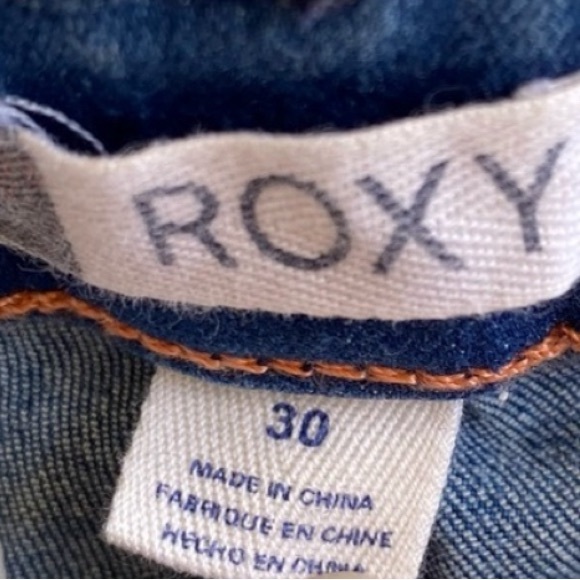 ROXY
30
MADE IN CHINA
FABRIQUE EN CHINE
HECHO EN CHINA